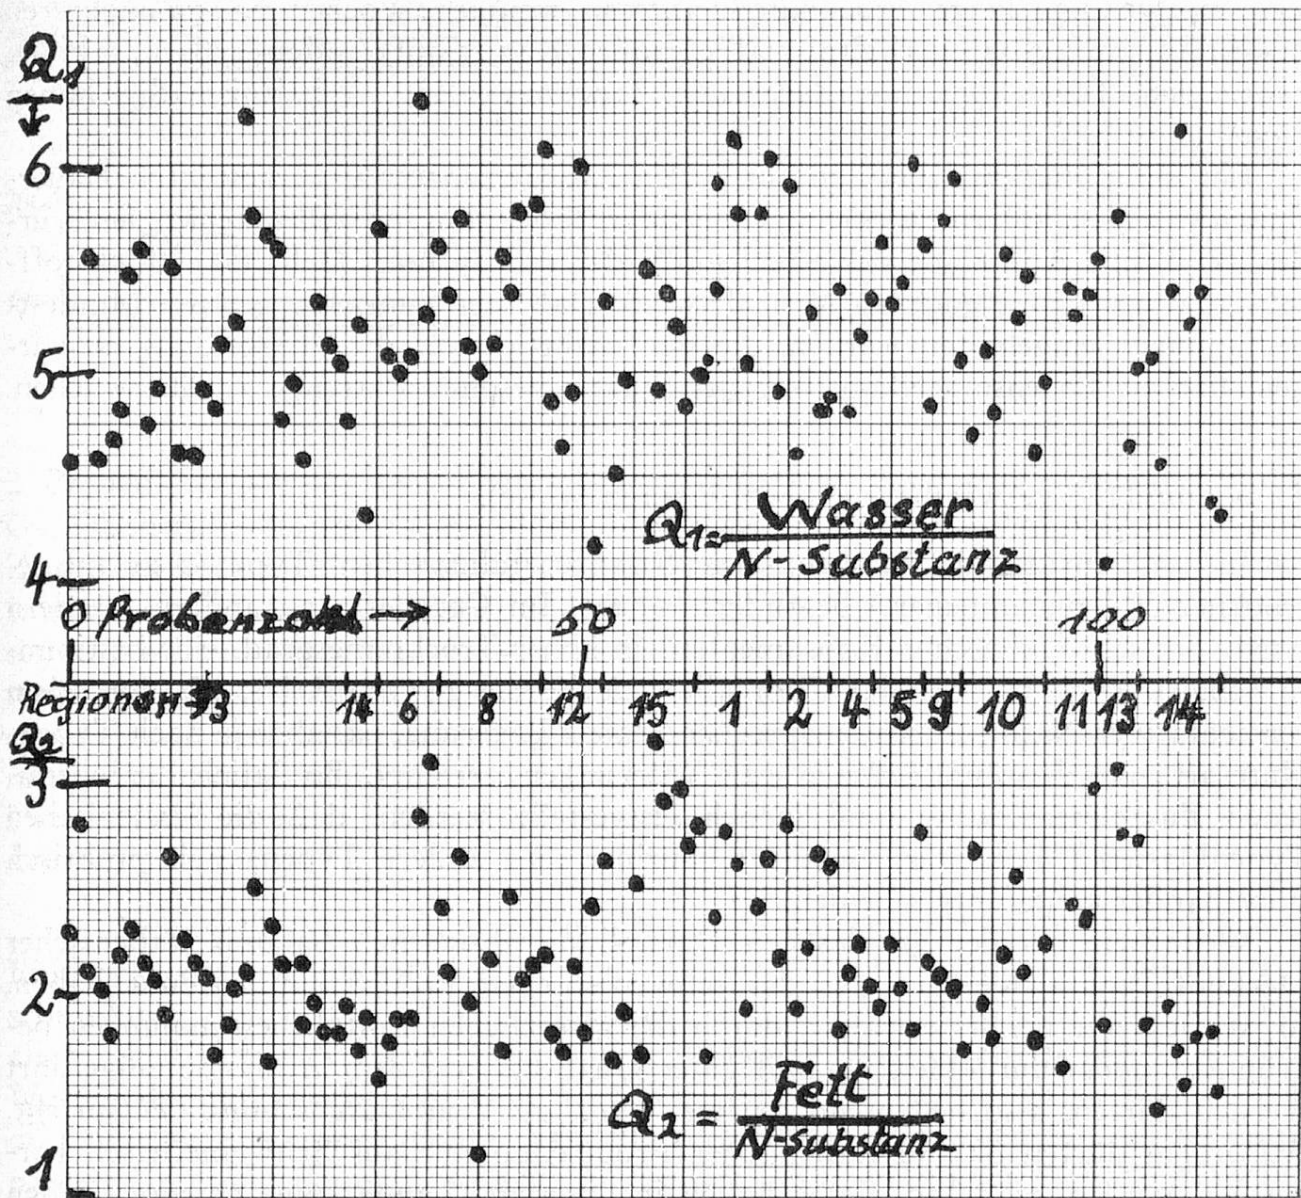 Q1
6
5
Q1= Wasser
N-Substanz
4
0 Probenzahl → 50 100
Regionen → 3 14 6 8 12 15 1 2 4 5 9 10 11 13 14
Q2
3
2
Q2 = Fett
N-Substanz
1